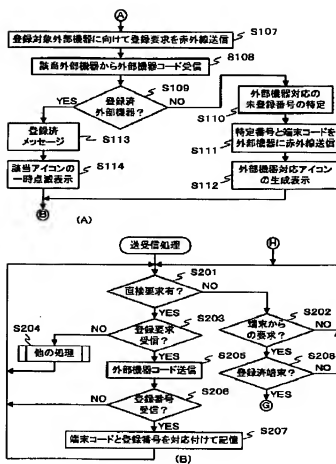 A
登録対象外部機器に向けて登録要求を赤外線送信
S107
該当外部機器から外部機器コード受信
S108
登録済
外部機器？
S109
YES
NO
登録済
メッセージ
S113
外部機器対応の
未登録番号の特定
S110
該当アイコンの
一時点滅表示
S114
特定番号と端末コードを
外部機器に赤外線送信
S111
外部機器対応アイコン
の生成表示
S112
B
(A)
送受信処理
H
直接要求有？
S201
NO
YES
登録要求
受信？
S203
NO
S204
他の処理
端末から
の要求？
S202
NO
YES
YES
外部機器コード送信
S205
登録済端末？
S208
NO
YES
G
登録番号
受信？
S206
NO
YES
端末コードと登録番号を対応付けて記憶
S207
(B)